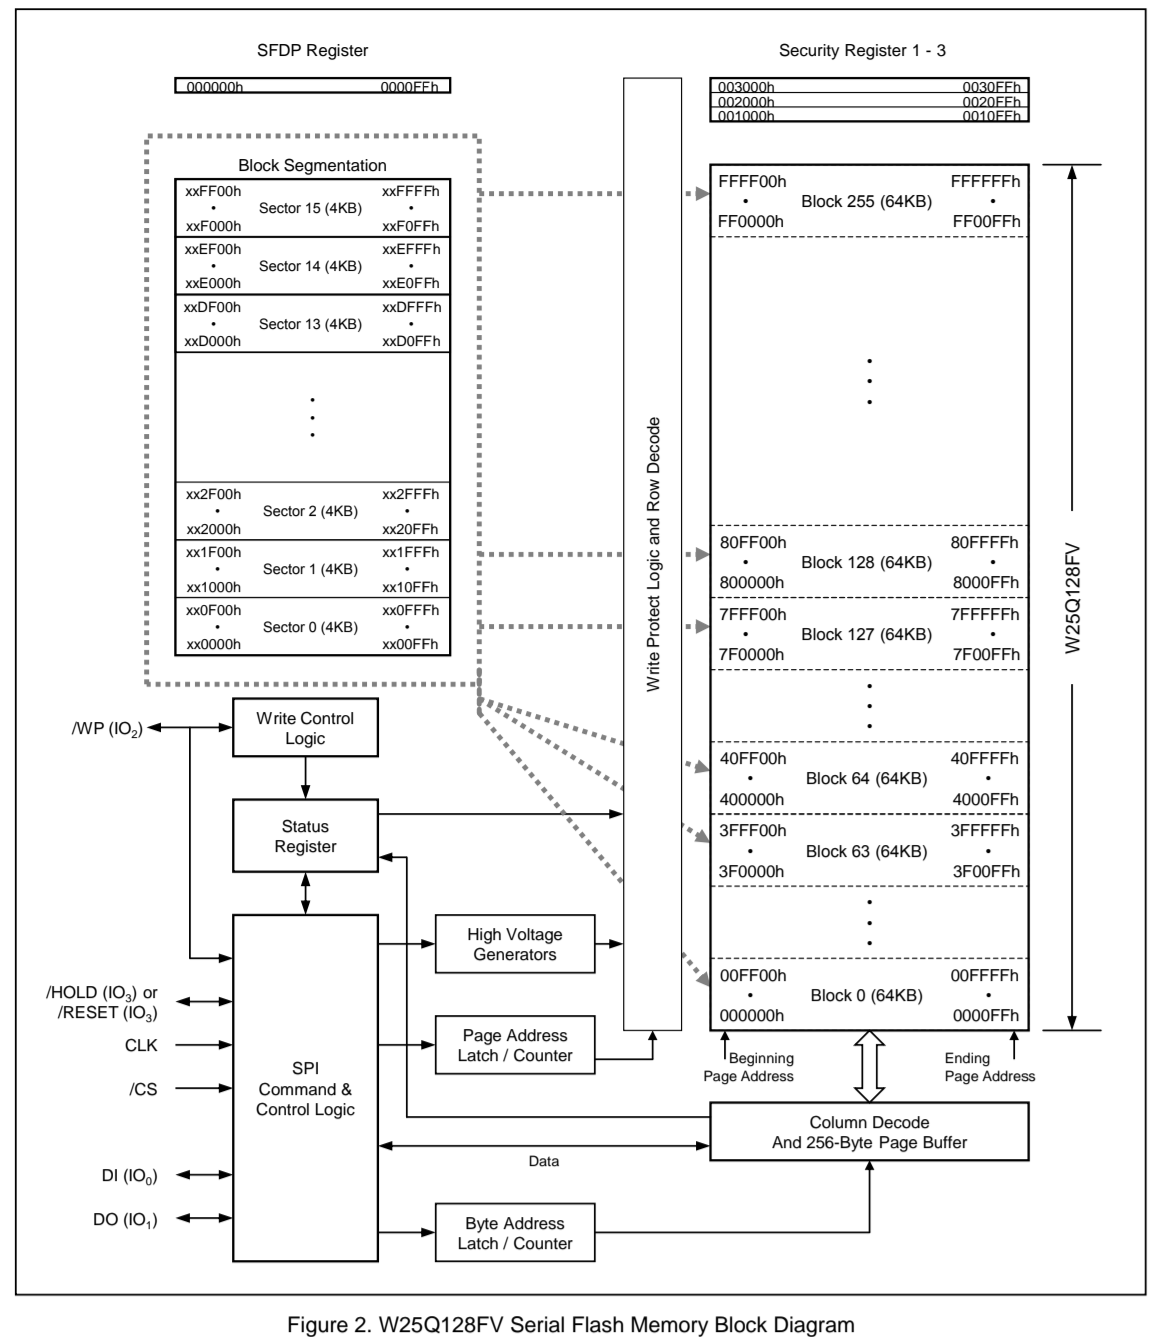 SFDP Register
000000h 0000FFh
Security Register 1 - 3
003000h 0030FFh
002000h 0020FFh
001000h 0010FFh
Block Segmentation
xxFF00h xxFFFFh
• Sector 15 (4KB) •
xxF000h xxF0FFh
xxEF00h xxEFFFh
• Sector 14 (4KB) •
xxE000h xxE0FFh
xxDF00h xxDFFFh
• Sector 13 (4KB) •
xxD000h xxD0FFh
xx2F00h xx2FFFh
• Sector 2 (4KB) •
xx2000h xx20FFh
xx1F00h xx1FFFh
• Sector 1 (4KB) •
xx1000h xx10FFh
xx0F00h xx0FFFh
• Sector 0 (4KB) •
xx0000h xx00FFh
Write Protect Logic and Row Decode
FFFF00h FFFFFFh
• Block 255 (64KB) •
FF0000h FF00FFh
80FF00h 80FFFFh
• Block 128 (64KB) •
800000h 8000FFh
7FFF00h 7FFFFFh
• Block 127 (64KB) •
7F0000h 7F00FFh
40FF00h 40FFFFh
• Block 64 (64KB) •
400000h 4000FFh
3FFF00h 3FFFFFh
• Block 63 (64KB) •
3F0000h 3F00FFh
00FF00h 00FFFFh
• Block 0 (64KB) •
000000h 0000FFh
W25Q128FV
Beginning
Page Address
Ending
Page Address
/WP (IO2)
Write Control
Logic
Status
Register
High Voltage
Generators
/HOLD (IO3) or
/RESET (IO3)
CLK
/CS
DI (IO0)
DO (IO1)
SPI
Command &
Control Logic
Page Address
Latch / Counter
Column Decode
And 256-Byte Page Buffer
Data
Byte Address
Latch / Counter
Figure 2. W25Q128FV Serial Flash Memory Block Diagram